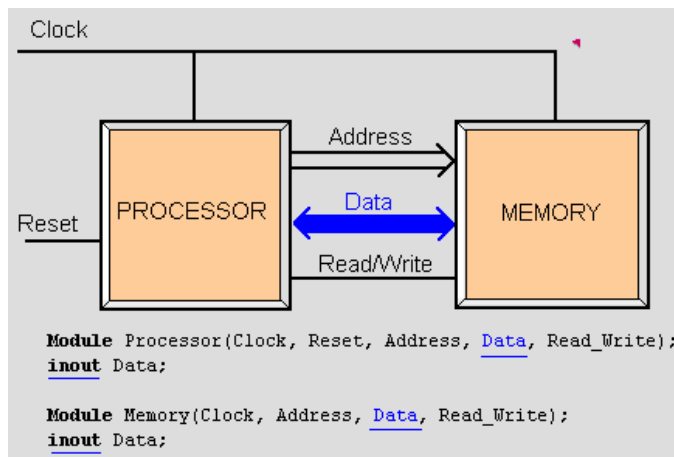 Clock
Address
PROCESSOR
Data
MEMORY
Reset
Read/Write
Module Processor(Clock, Reset, Address, Data, Read_Write);
inout Data;
Module Memory(Clock, Address, Data, Read_Write);
inout Data;